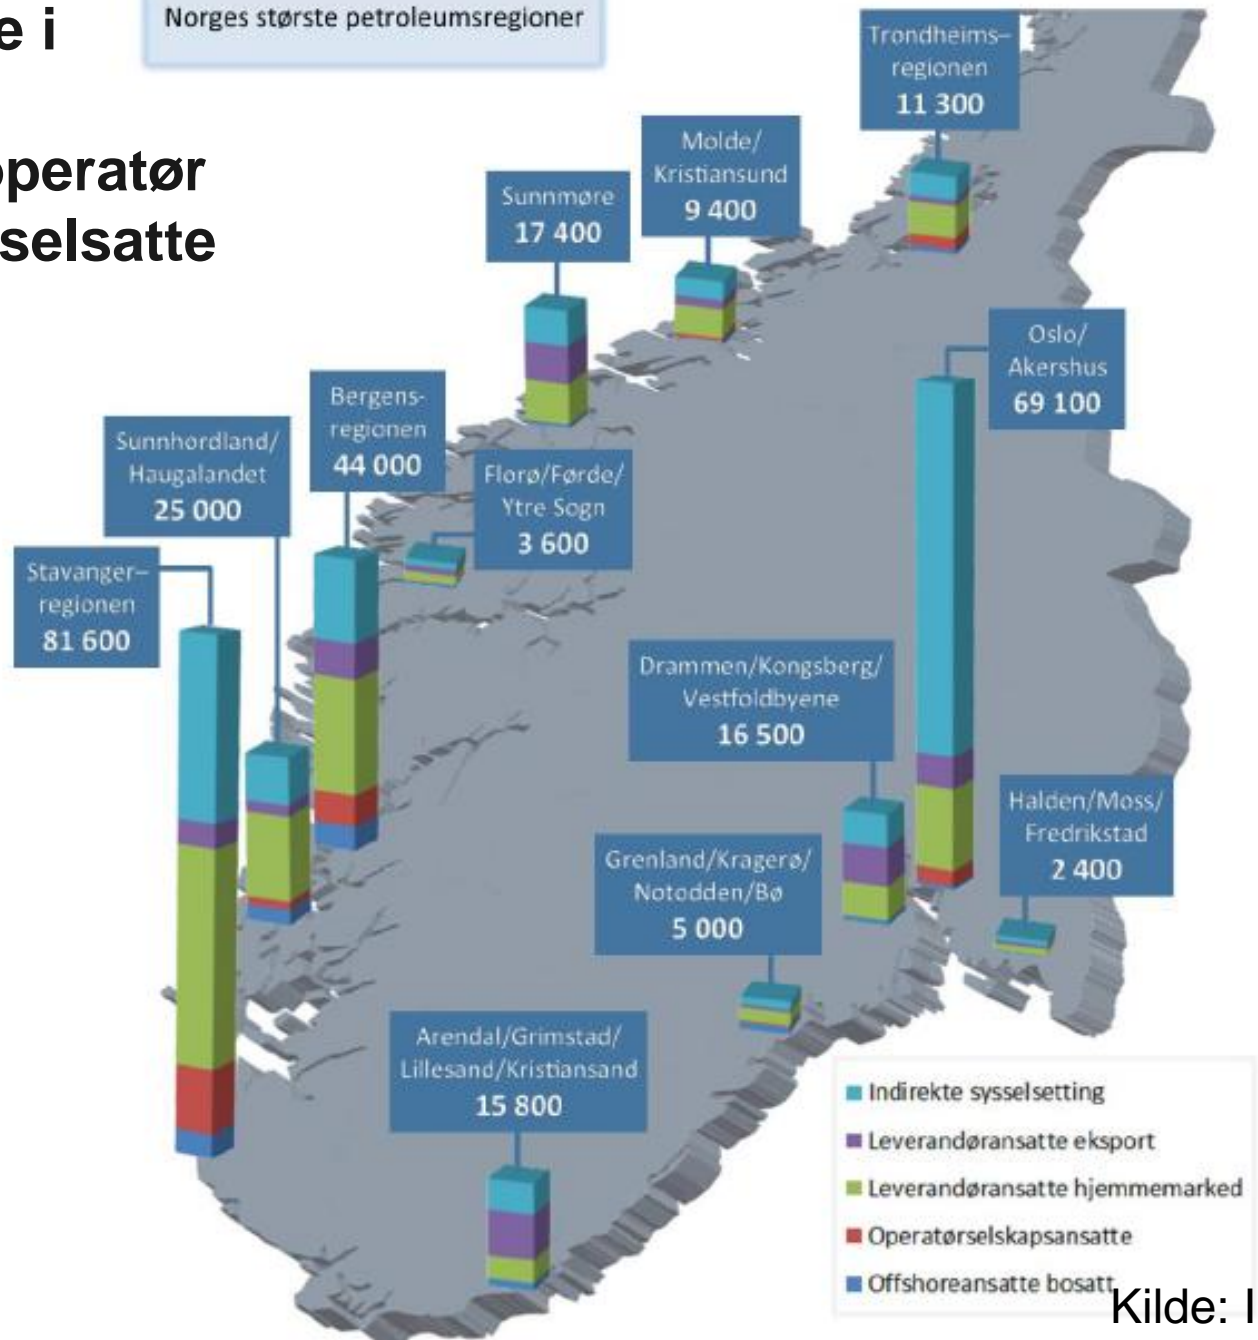 e i
operatør
selsatte
Norges største petroleumsregioner
Trondheims–
regionen
11 300
Molde/
Kristiansund
9 400
Sunnmøre
17 400
Oslo/
Akershus
69 100
Bergens-
regionen
44 000
Sunnhordland/
Haugalandet
25 000
Florø/Førde/
Ytre Sogn
3 600
Stavanger–
regionen
81 600
Drammen/Kongsberg/
Vestfoldbyene
16 500
Halden/Moss/
Fredrikstad
2 400
Grenland/Kragerø/
Notodden/Bø
5 000
Arendal/Grimstad/
Lillesand/Kristiansand
15 800
Indirekte sysselsetting
Leverandøransatte eksport
Leverandøransatte hjemmemarked
Operatørselskapsansatte
Offshoreansatte bosatt
Kilde: I